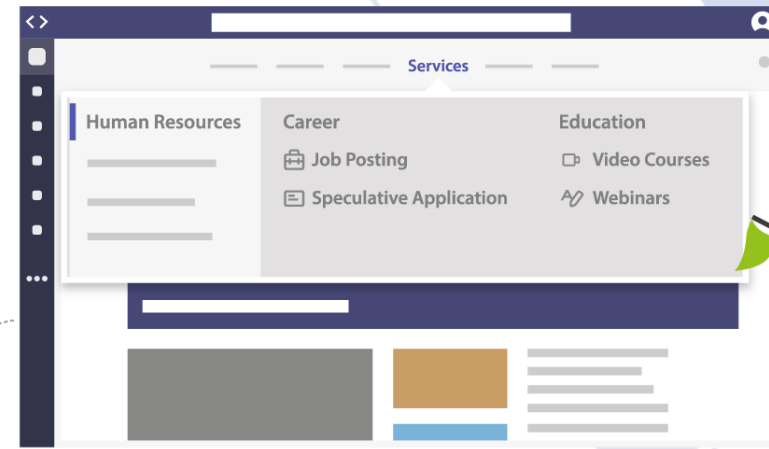 Services
Human Resources
Career
Job Posting
Speculative Application
Education
Video Courses
Webinars